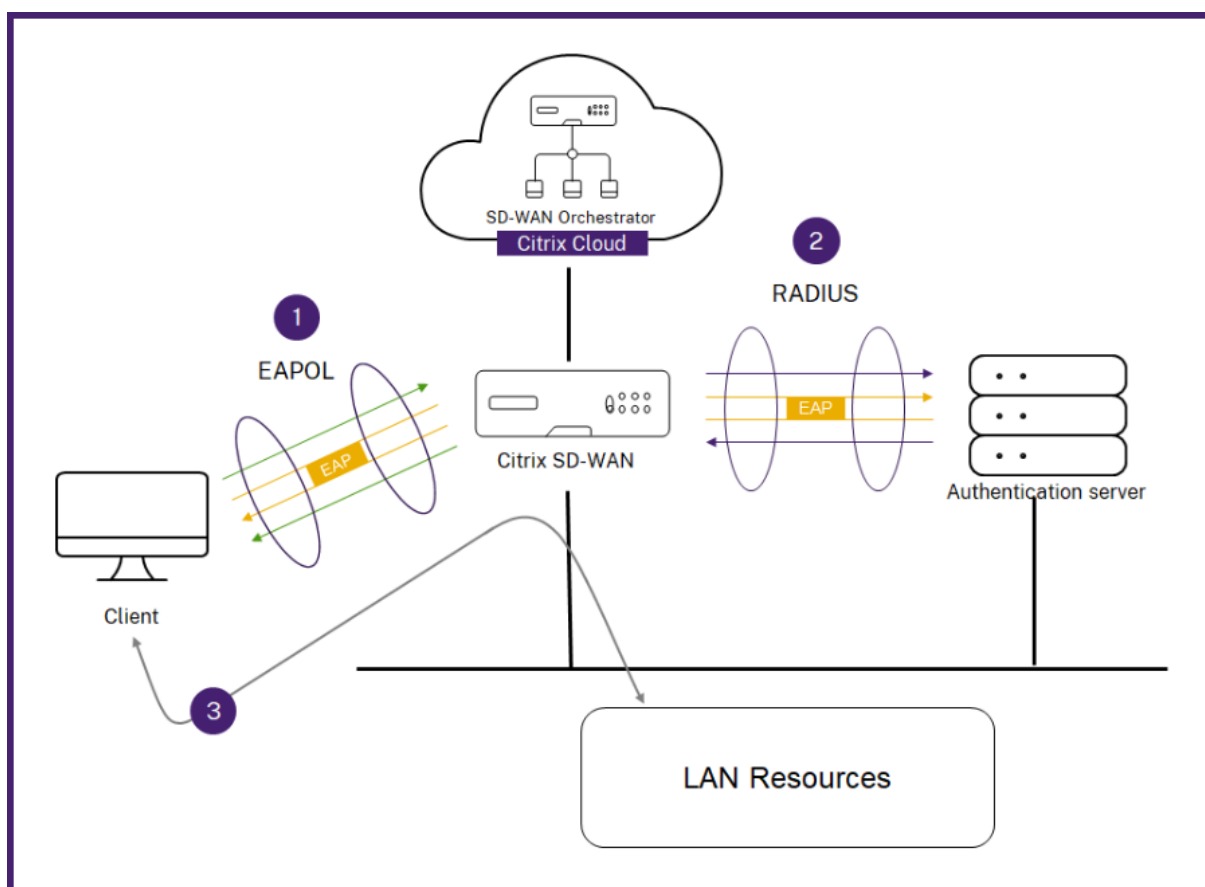 SD-WAN Orchestrator
Citrix Cloud
2
RADIUS
1
EAPOL
EAP
EAP
Citrix SD-WAN
Authentication server
Client
3
LAN Resources